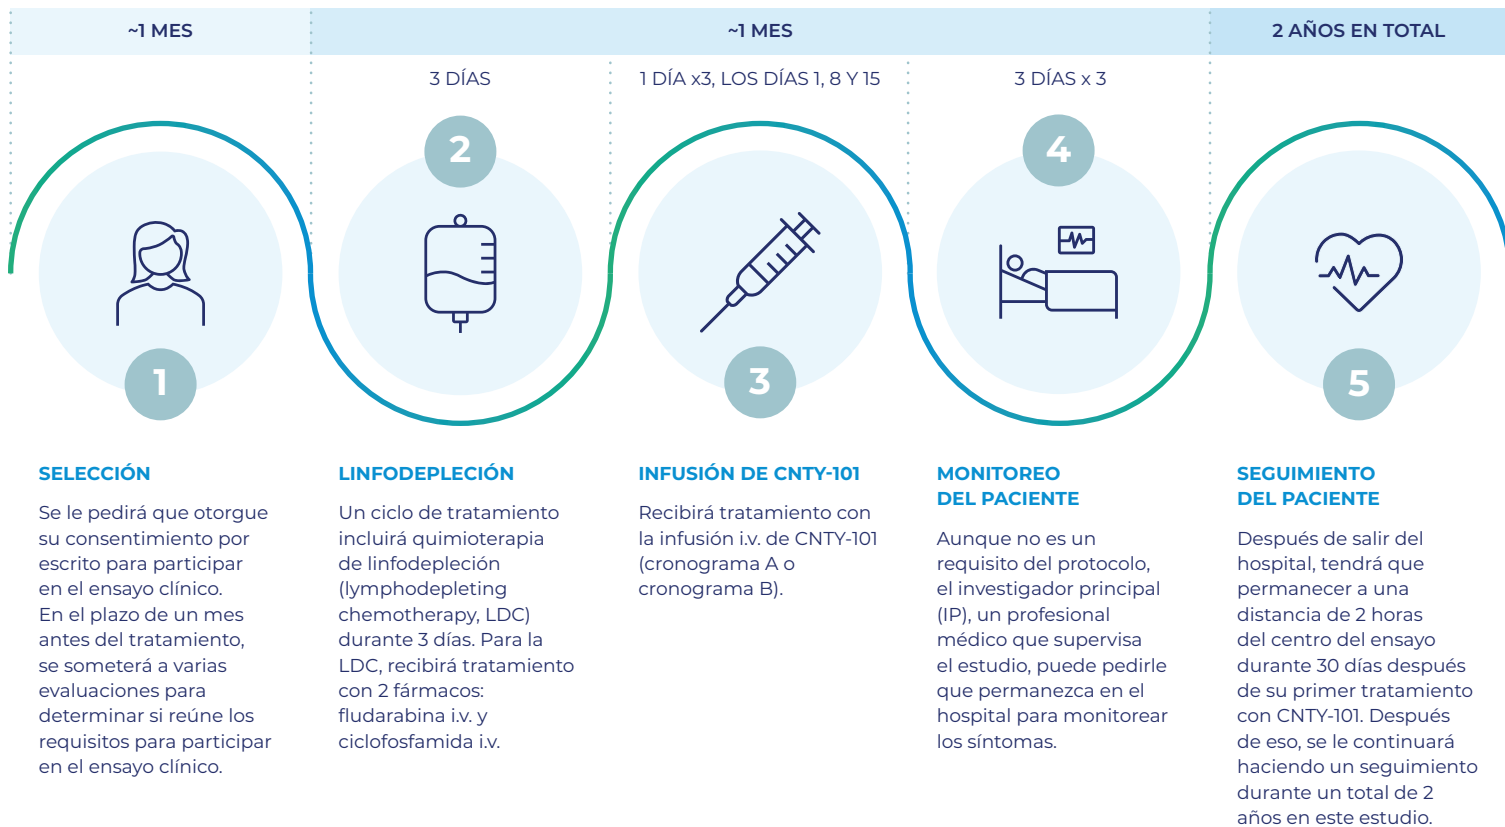 ~1 MES
~1 MES
2 AÑOS EN TOTAL
3 DÍAS
1 DÍA x3, LOS DÍAS 1, 8 Y 15
3 DÍAS x 3
1
2
3
4
5
SELECCIÓN
Se le pedirá que otorgue
su consentimiento por
escrito para participar
en el ensayo clínico.
En el plazo de un mes
antes del tratamiento,
se someterá a varias
evaluaciones para
determinar si reúne los
requisitos para participar
en el ensayo clínico.
LINFODEPLECIÓN
Un ciclo de tratamiento
incluirá quimioterapia
de linfodepleción
(lymphodepleting
chemotherapy, LDC)
durante 3 días. Para la
LDC, recibirá tratamiento
con 2 fármacos:
fludarabina i.v. y
ciclofosfamida i.v.
INFUSIÓN DE CNTY-101
Recibirá tratamiento con
la infusión i.v. de CNTY-101
(cronograma A o
cronograma B).
MONITOREO
DEL PACIENTE
Aunque no es un
requisito del protocolo,
el investigador principal
(IP), un profesional
médico que supervisa
el estudio, puede pedirle
que permanezca en el
hospital para monitorear
los síntomas.
SEGUIMIENTO
DEL PACIENTE
Después de salir del
hospital, tendrá que
permanecer a una
distancia de 2 horas
del centro del ensayo
durante 30 días después
de su primer tratamiento
con CNTY-101. Después
de eso, se le continuará
haciendo un seguimiento
durante un total de 2
años en este estudio.